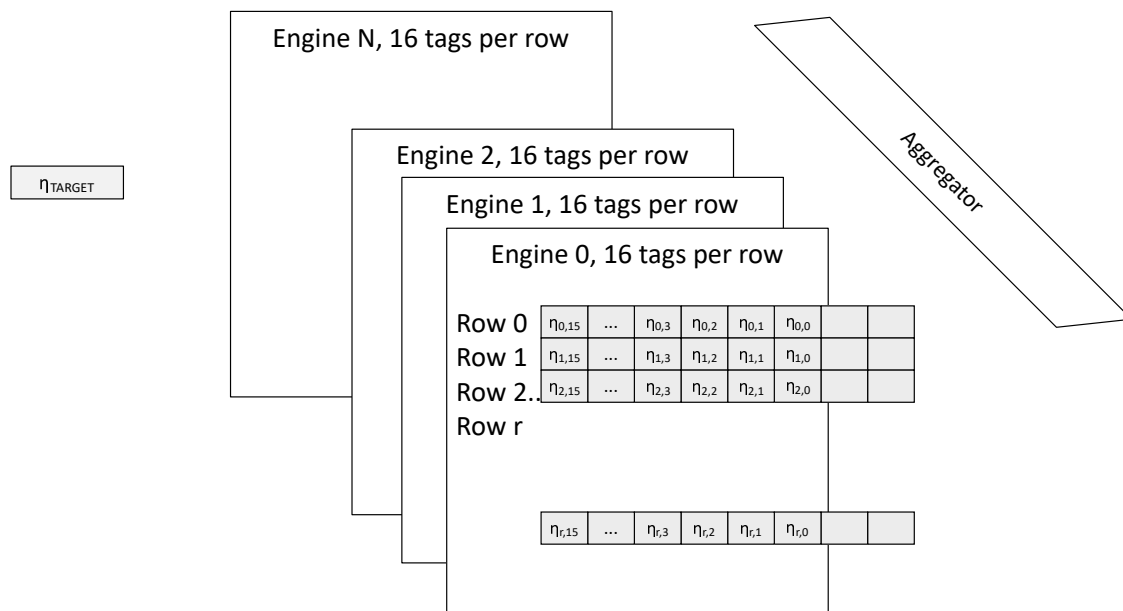 Engine N, 16 tags per row
Engine 2, 16 tags per row
ηTARGET
Engine 1, 16 tags per row
Engine 0, 16 tags per row
Aggregator
Row 0 η0,15 ... η0,3 η0,2 η0,1 η0,0
Row 1 η1,15 ... η1,3 η1,2 η1,1 η1,0
Row 2.. η2,15 ... η2,3 η2,2 η2,1 η2,0
Row r
ηr,15 ... ηr,3 ηr,2 ηr,1 ηr,0